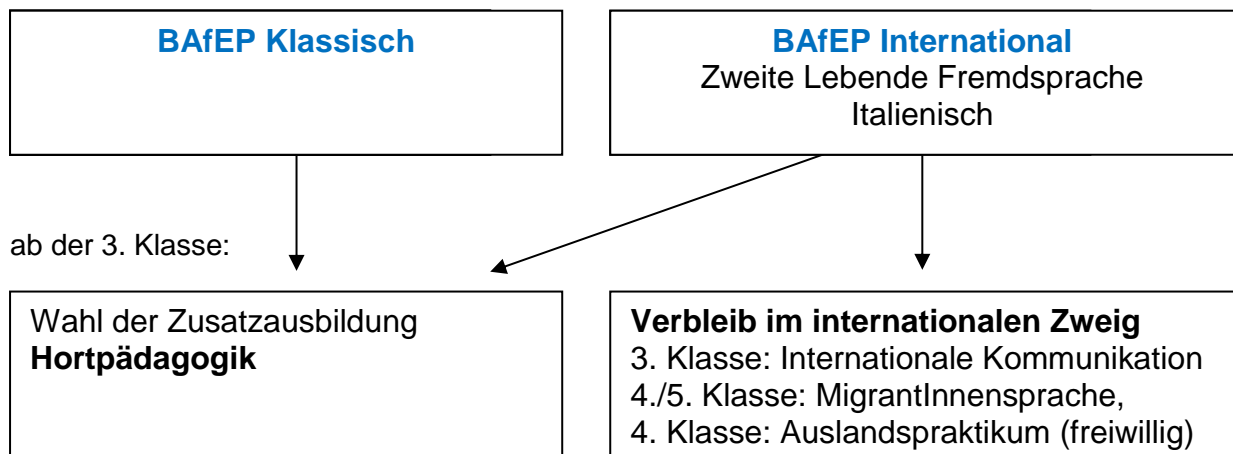 BAfEP Klassisch
BAfEP International
Zweite Lebende Fremdsprache
Italienisch
ab der 3. Klasse:
Wahl der Zusatzausbildung
Hortpädagogik
Verbleib im internationalen Zweig
3. Klasse: Internationale Kommunikation
4./5. Klasse: MigrantInnensprache,
4. Klasse: Auslandspraktikum (freiwillig)